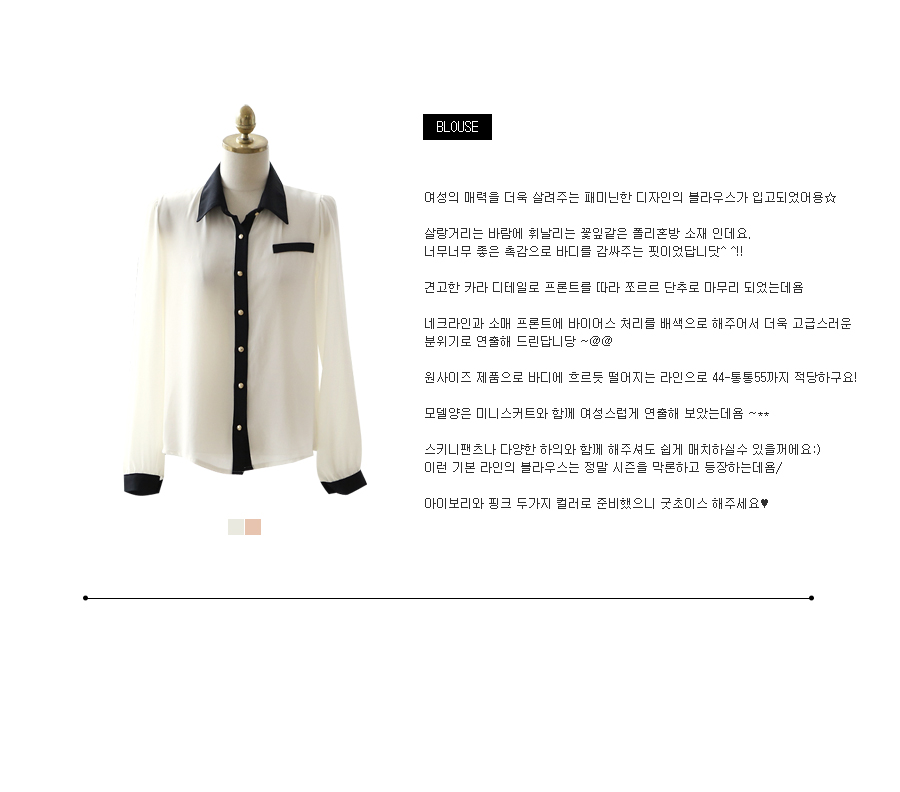 BLOUSE
여성의 매력을 더욱 살려주는 패미닌한 디자인의 블라우스가 입고되었어용☆
살랑거리는 바람에 휘날리는 꽃잎같은 폴리혼방 소재 인데요.
너무너무 좋은 촉감으로 바디를 감싸주는 핏이었답니닷^ ^!!
견고한 카라 디테일로 프론트를 따라 쪼르르 단추로 마무리 되었는데욤
네크라인과 소매 프론트에 바이어스 처리를 배색으로 해주어서 더욱 고급스러운
분위기로 연출해 드린답니당 ~@@
원사이즈 제품으로 바디에 흐르듯 떨어지는 라인으로 44-통통55까지 적당하구요!
모델양은 미니스커트와 함께 여성스럽게 연출해 보았는데욤 ~**
스키니팬츠나 다양한 하의와 함께 해주셔도 쉽게 매치하실수 있을꺼에요:)
이런 기본 라인의 블라우스는 정말 시즌을 막론하고 등장하는데욤/
아이보리와 핑크 두가지 컬러로 준비했으니 굿초이스 해주세요♥